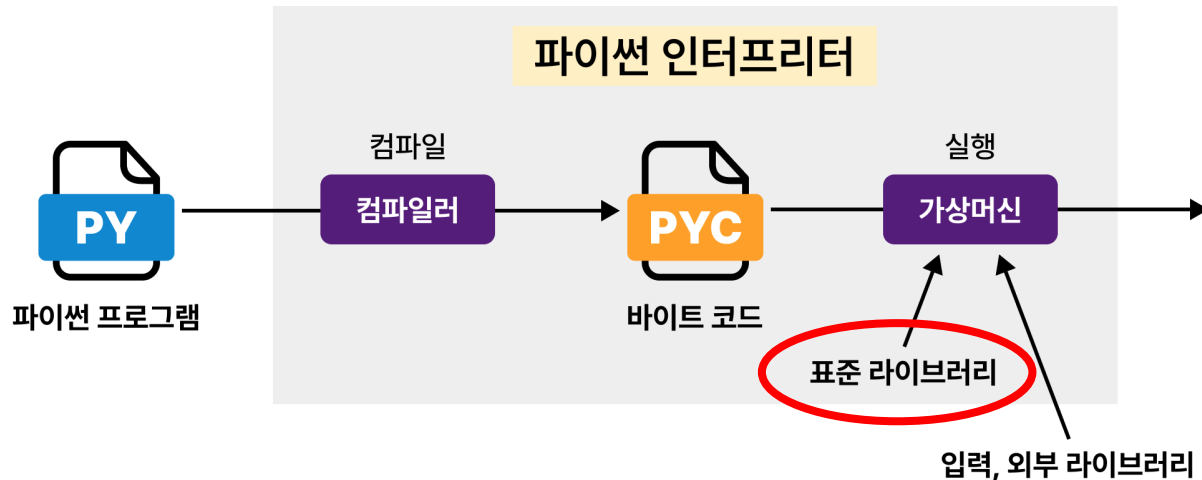 파이썬 인터프리터
컴파일
실행
PY
컴파일러
PYC
가상머신
파이썬 프로그램
바이트 코드
표준 라이브러리
입력, 외부 라이브러리